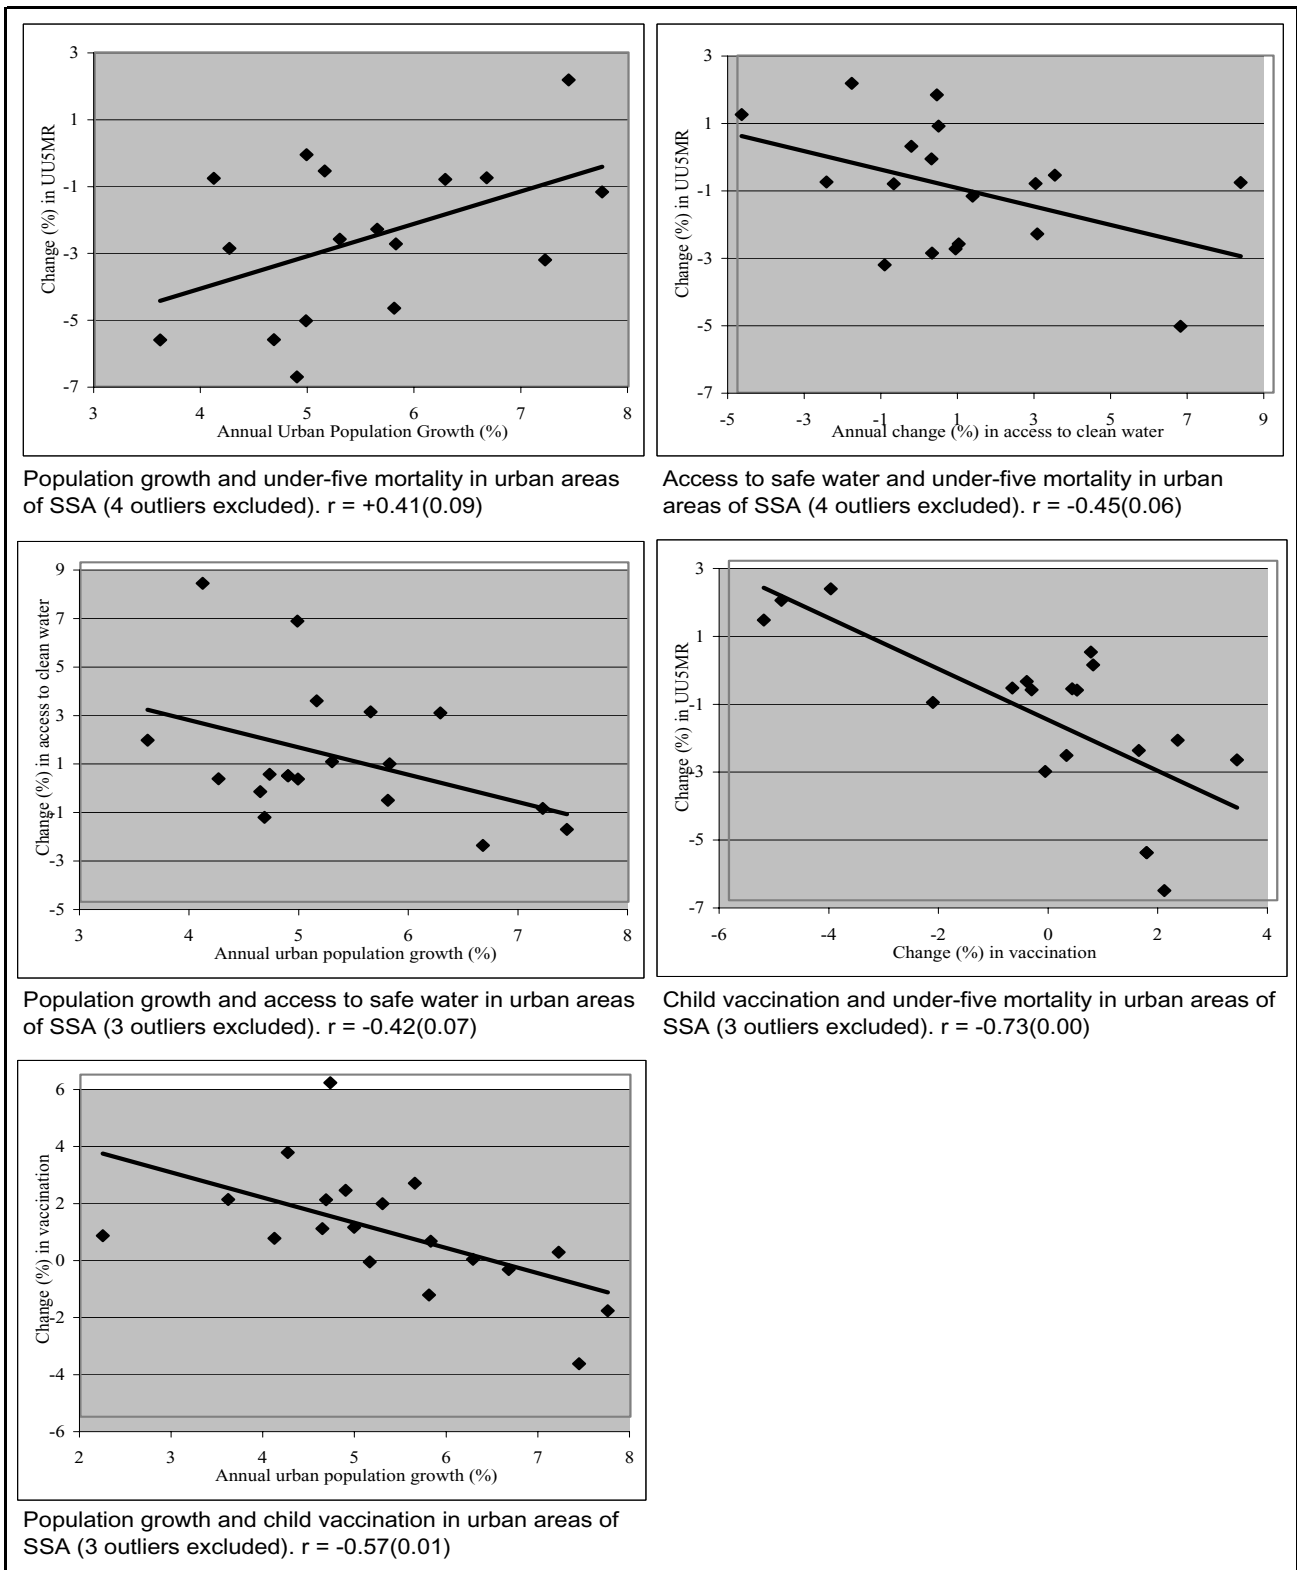 3
1
-1
-3
-5
-7
Change (%) in UU5MR
3 4 5 6 7 8
Annual Urban Population Growth (%)
Population growth and under-five mortality in urban areas
of SSA (4 outliers excluded). r = +0.41(0.09)
3
1
-1
-3
-5
-7
Change (%) in UU5MR
-5 -3 -1 1 3 5 7 9
Annual change (%) in access to clean water
Access to safe water and under-five mortality in urban
areas of SSA (4 outliers excluded). r = -0.45(0.06)
9
7
5
3
1
-1
-3
-5
Change (%) in access to clean water
3 4 5 6 7 8
Annual urban population growth (%)
Population growth and access to safe water in urban areas
of SSA (3 outliers excluded). r = -0.42(0.07)
3
1
-1
-3
-5
-7
Change (%) in UU5MR
-6 -4 -2 0 2 4
Change (%) in vaccination
Child vaccination and under-five mortality in urban areas of
SSA (3 outliers excluded). r = -0.73(0.00)
6
4
2
0
-2
-4
-6
Change (%) in vaccination
2 3 4 5 6 7 8
Annual urban population growth (%)
Population growth and child vaccination in urban areas of
SSA (3 outliers excluded). r = -0.57(0.01)